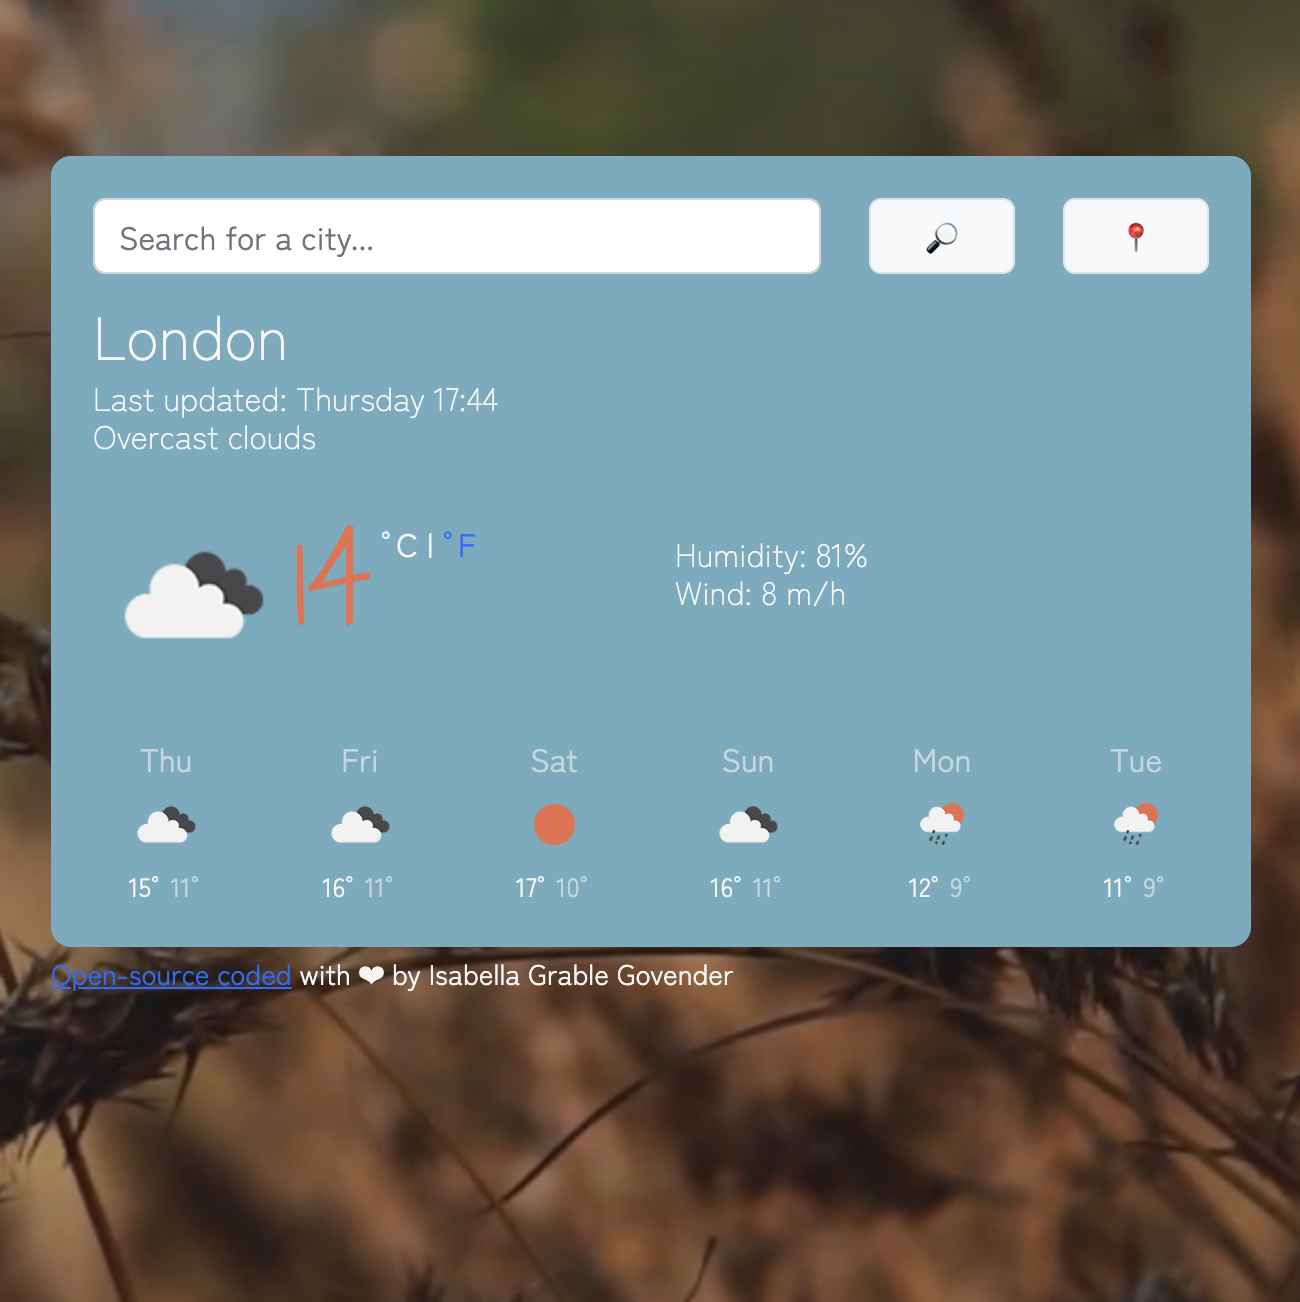 Search for a city...
London
Last updated: Thursday 17:44
Overcast clouds
14 °C | °F
Humidity: 81%
Wind: 8 m/h
Thu Fri Sat Sun Mon Tue
15° 11° 16° 11° 17° 10° 16° 11° 12° 9° 11° 9°
Open-source coded with ❤ by Isabella Grable Govender